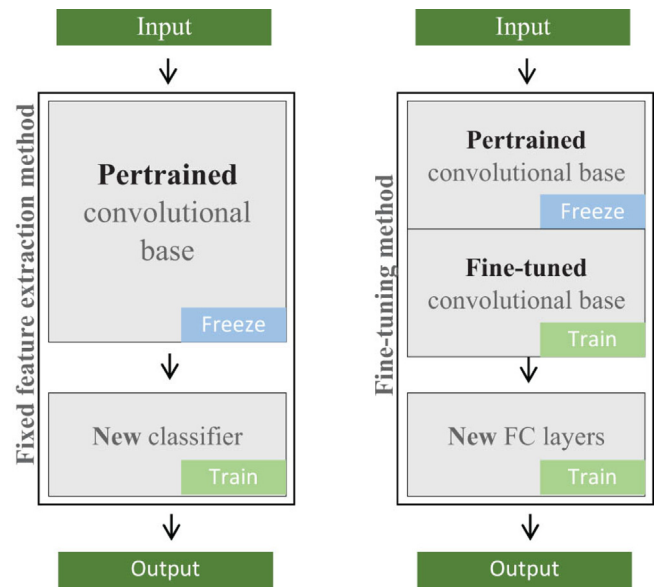 Input
Fixed feature extraction method
Pertrained
convolutional
base
Freeze
New classifier
Train
Output
Input
Fine-tuning method
Pertrained
convolutional base
Freeze
Fine-tuned
convolutional base
Train
New FC layers
Train
Output